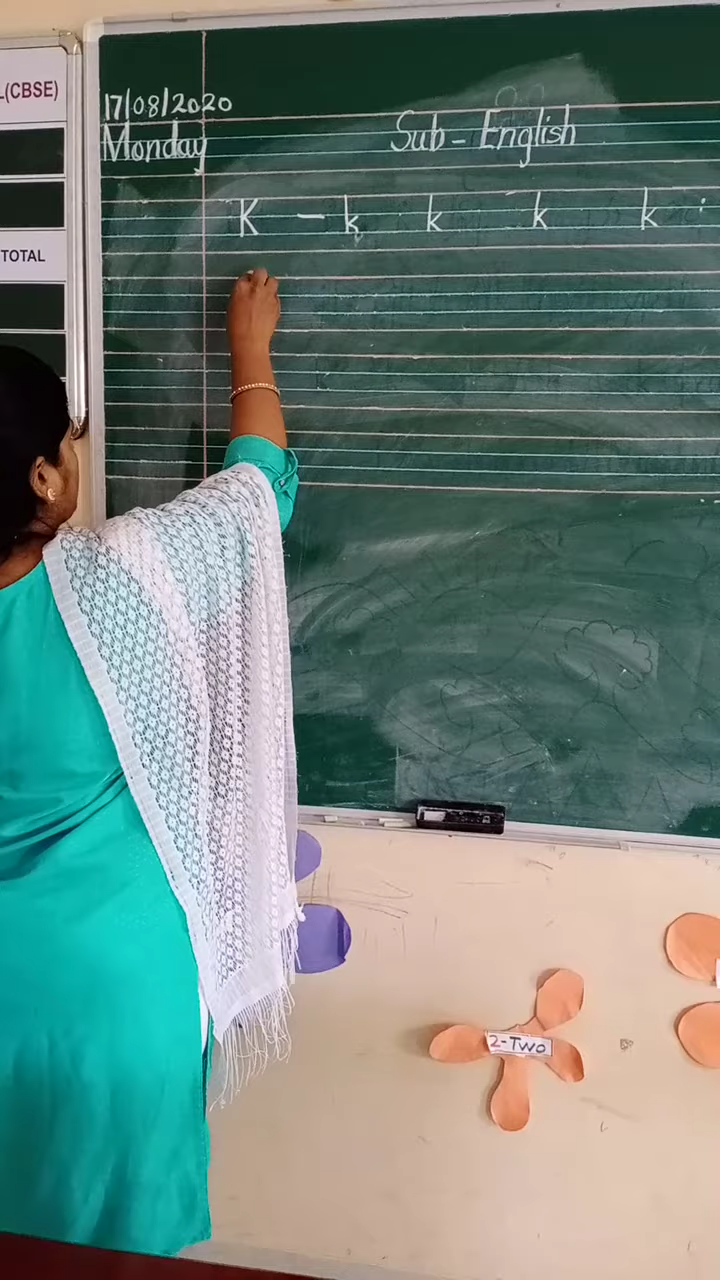 L(CBSE)
TOTAL
17/08/2020
Monday
Sub - English
K - k k k k
2-Two